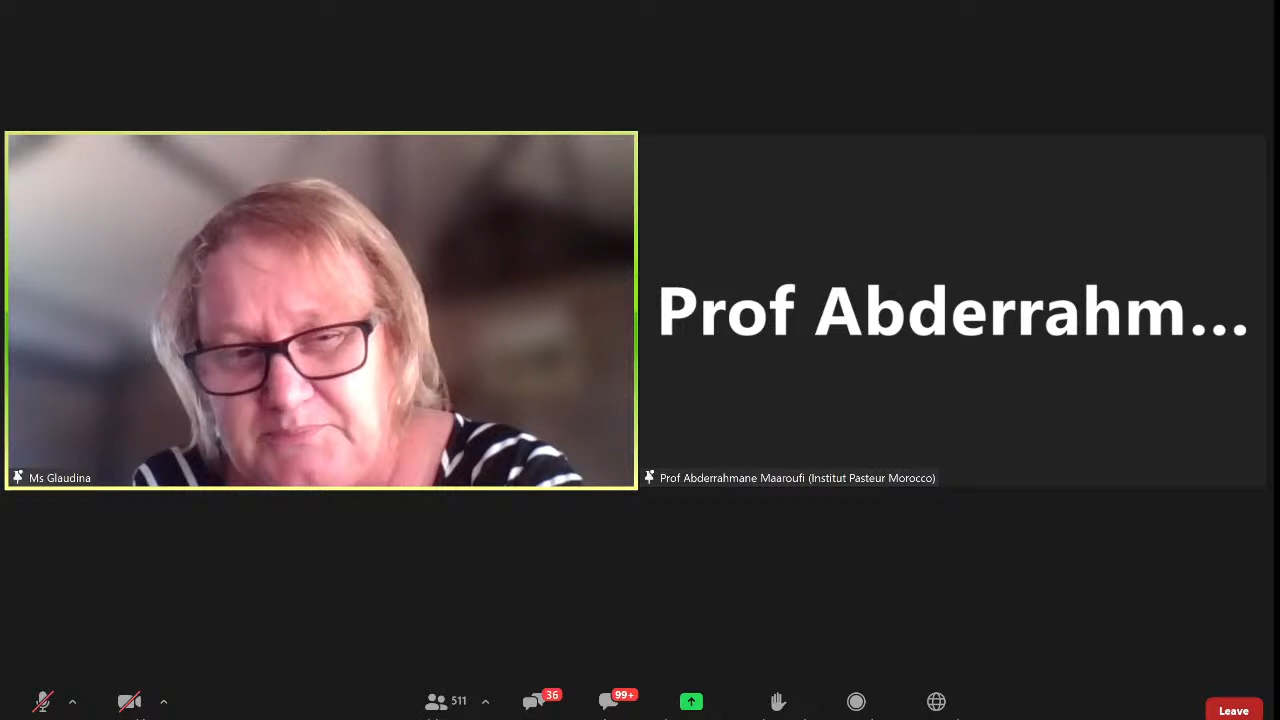 Prof Abderrahm...
Ms Glaudina
Prof Abderrahmane Maaroufi (Institut Pasteur Morocco)
511
36
99+
Leave